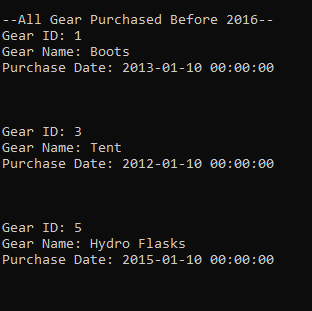 --All Gear Purchased Before 2016--
Gear ID: 1
Gear Name: Boots
Purchase Date: 2013-01-10 00:00:00
Gear ID: 3
Gear Name: Tent
Purchase Date: 2012-01-10 00:00:00
Gear ID: 5
Gear Name: Hydro Flasks
Purchase Date: 2015-01-10 00:00:00